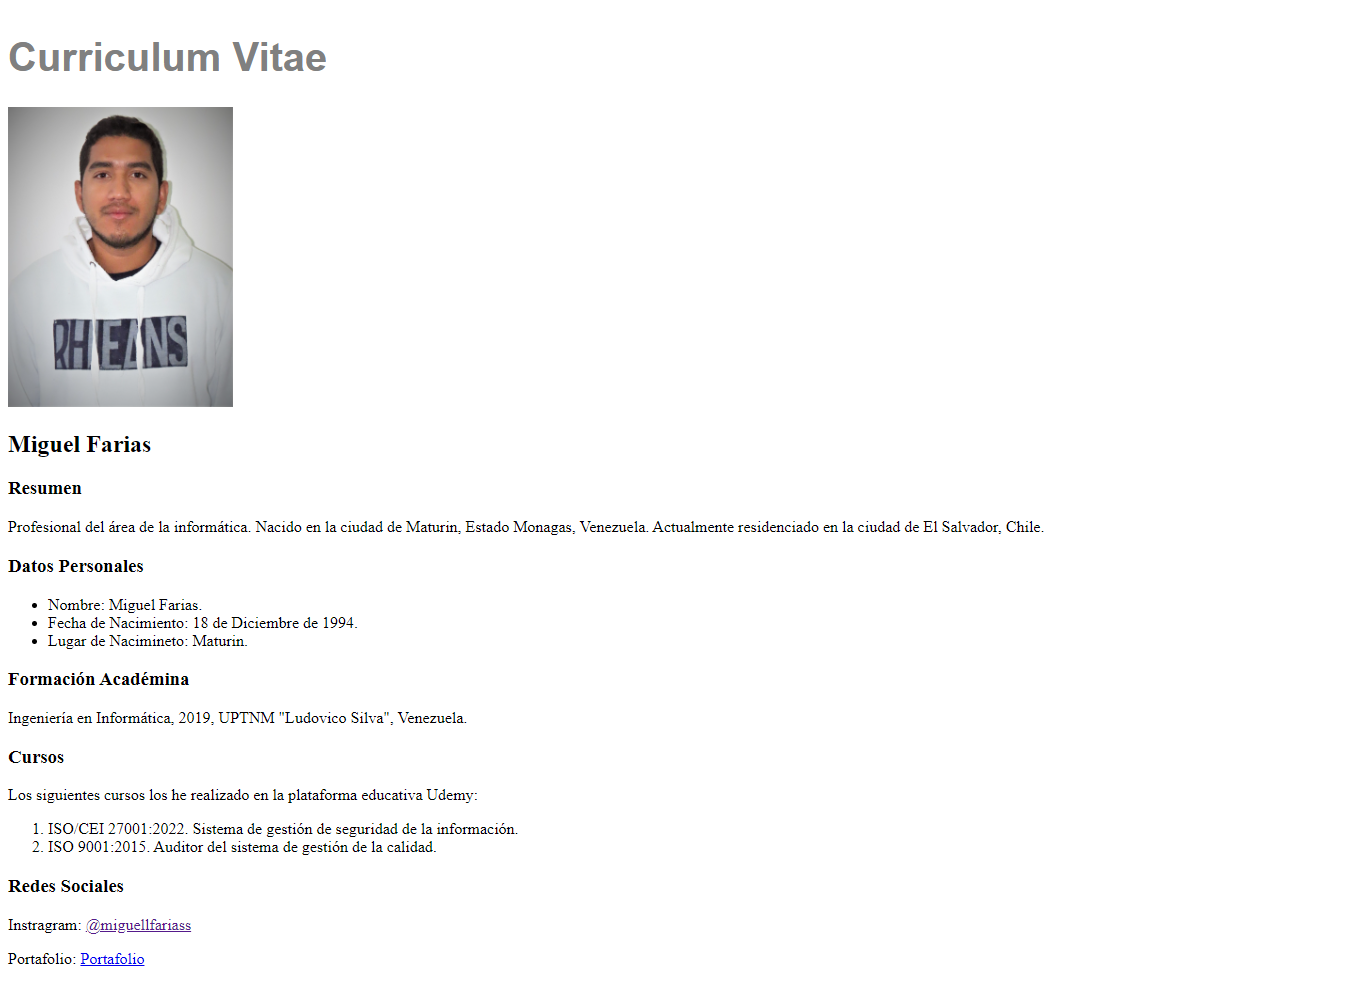 Curriculum Vitae
RHEANS
Miguel Farias
Resumen
Profesional del área de la informática. Nacido en la ciudad de Maturin, Estado Monagas, Venezuela. Actualmente residenciado en la ciudad de El Salvador, Chile.
Datos Personales
Nombre: Miguel Farias.
Fecha de Nacimiento: 18 de Diciembre de 1994.
Lugar de Nacimineto: Maturin.
Formación Académina
Ingeniería en Informática, 2019, UPTNM "Ludovico Silva", Venezuela.
Cursos
Los siguientes cursos los he realizado en la plataforma educativa Udemy:
1. ISO/CEI 27001:2022. Sistema de gestión de seguridad de la información.
2. ISO 9001:2015. Auditor del sistema de gestión de la calidad.
Redes Sociales
Instragram: @miguellfariass
Portafolio: Portafolio